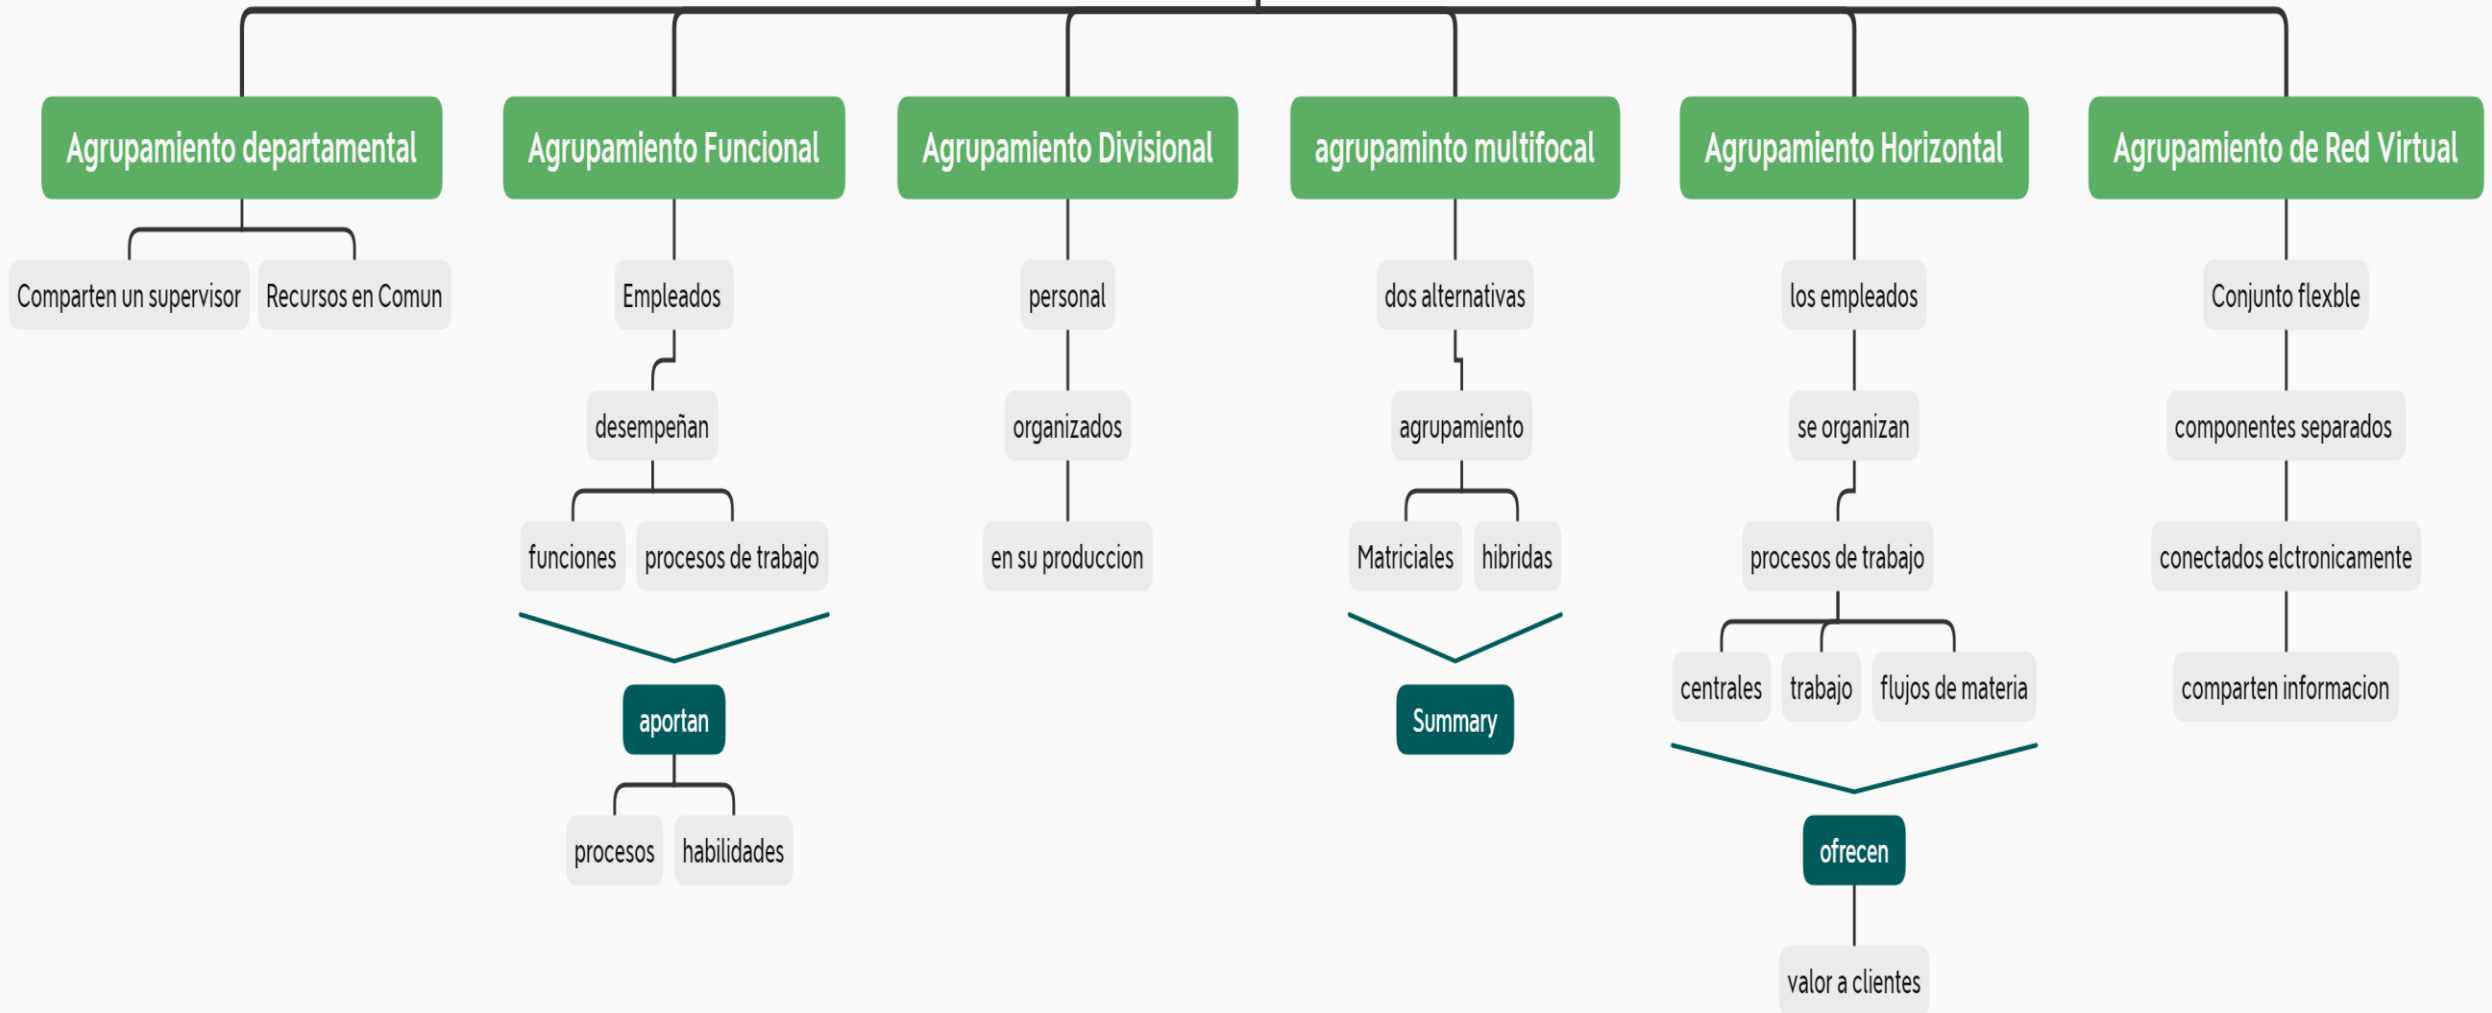 Agrupamiento departamental
Agrupamiento Funcional
Agrupamiento Divisional
agrupaminto multifocal
Agrupamiento Horizontal
Agrupamiento de Red Virtual
Comparten un supervisor
Recursos en Comun
Empleados
personal
dos alternativas
los empleados
Conjunto flexble
desempeñan
organizados
agrupamiento
se organizan
componentes separados
funciones
procesos de trabajo
en su produccion
Matriciales
hibridas
procesos de trabajo
conectados elctronicamente
aportan
Summary
centrales
trabajo
flujos de materia
comparten informacion
procesos
habilidades
ofrecen
valor a clientes